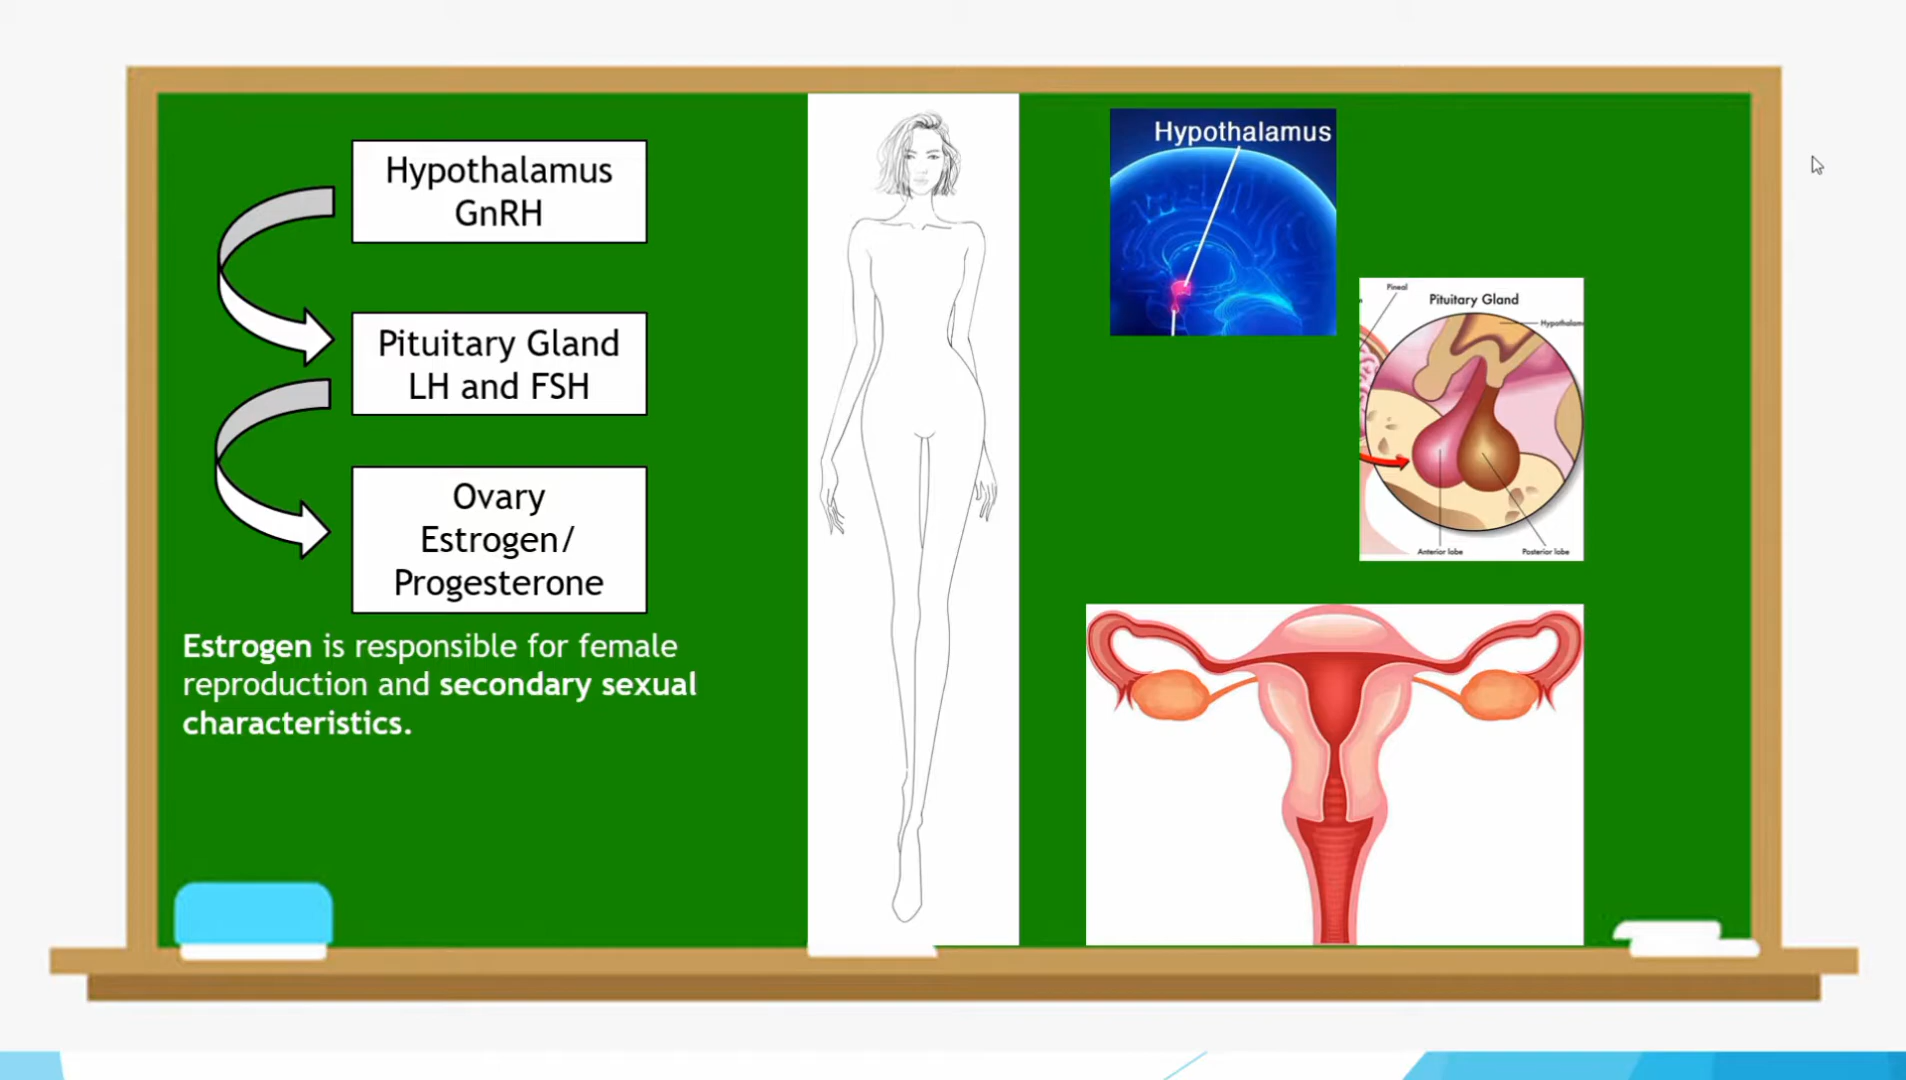 Hypothalamus
GnRH
Pituitary Gland
LH and FSH
Ovary
Estrogen/
Progesterone
Estrogen is responsible for female
reproduction and secondary sexual
characteristics.
Hypothalamus
Pineal
Pituitary Gland
Anterior lobe
Posterior lobe